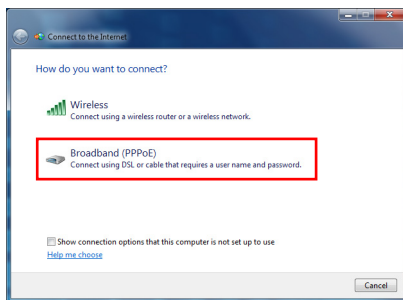 Connect to the Internet
How do you want to connect?
Wireless
Connect using a wireless router or a wireless network.
Broadband (PPPoE)
Connect using DSL or cable that requires a user name and password.
Show connection options that this computer is not set up to use
Help me choose
Cancel